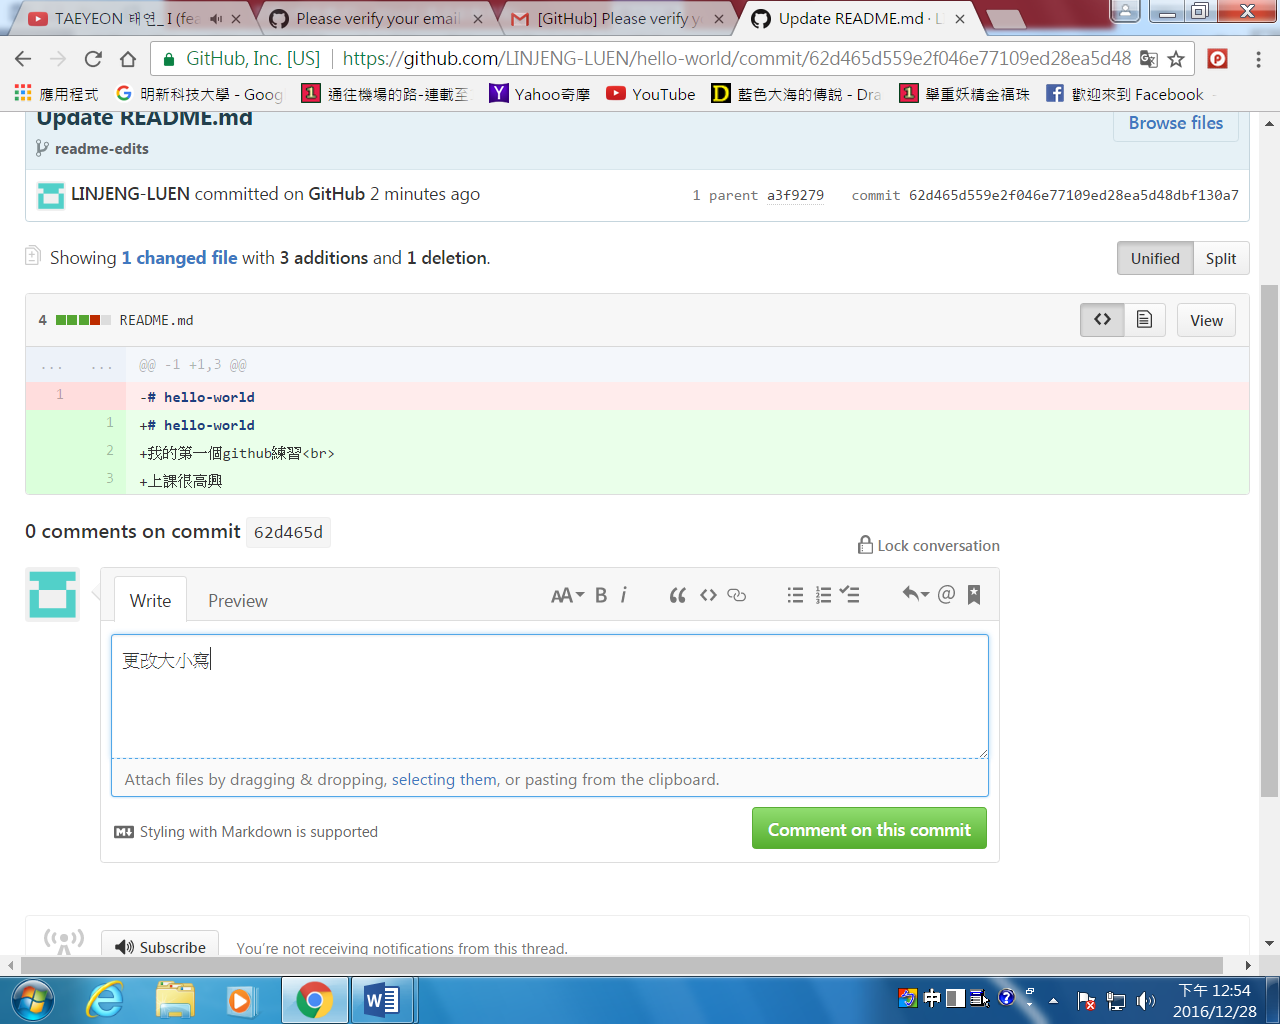 TAEYEON 태연_ I (fea
Please verify your email
[GitHub] Please verify y
Update README.md · L
GitHub, Inc. [US] https://github.com/LINJENG-LUEN/hello-world/commit/62d465d559e2f046e77109ed28ea5d48
應用程式 明新科技大學 - Goog 通往機場的路-連載至 Yahoo奇摩 YouTube 藍色大海的傳說 - Dra 舉重妖精金福珠 歡迎來到 Facebook -
Update README.md
Browse files
readme-edits
LINJENG-LUEN committed on GitHub 2 minutes ago
1 parent a3f9279 commit 62d465d559e2f046e77109ed28ea5d48dbf130a7
Showing 1 changed file with 3 additions and 1 deletion.
Unified Split
4 README.md
View
... ... @@ -1 +1,3 @@
1 -# hello-world
1 +# hello-world
2 +我的第一個github練習<br>
3 +上課很高興
0 comments on commit 62d465d
Lock conversation
Write Preview
AA B i
更改大小寫
Attach files by dragging & dropping, selecting them, or pasting from the clipboard.
Styling with Markdown is supported
Comment on this commit
Subscribe You're not receiving notifications from this thread.
中
下午 12:54
2016/12/28